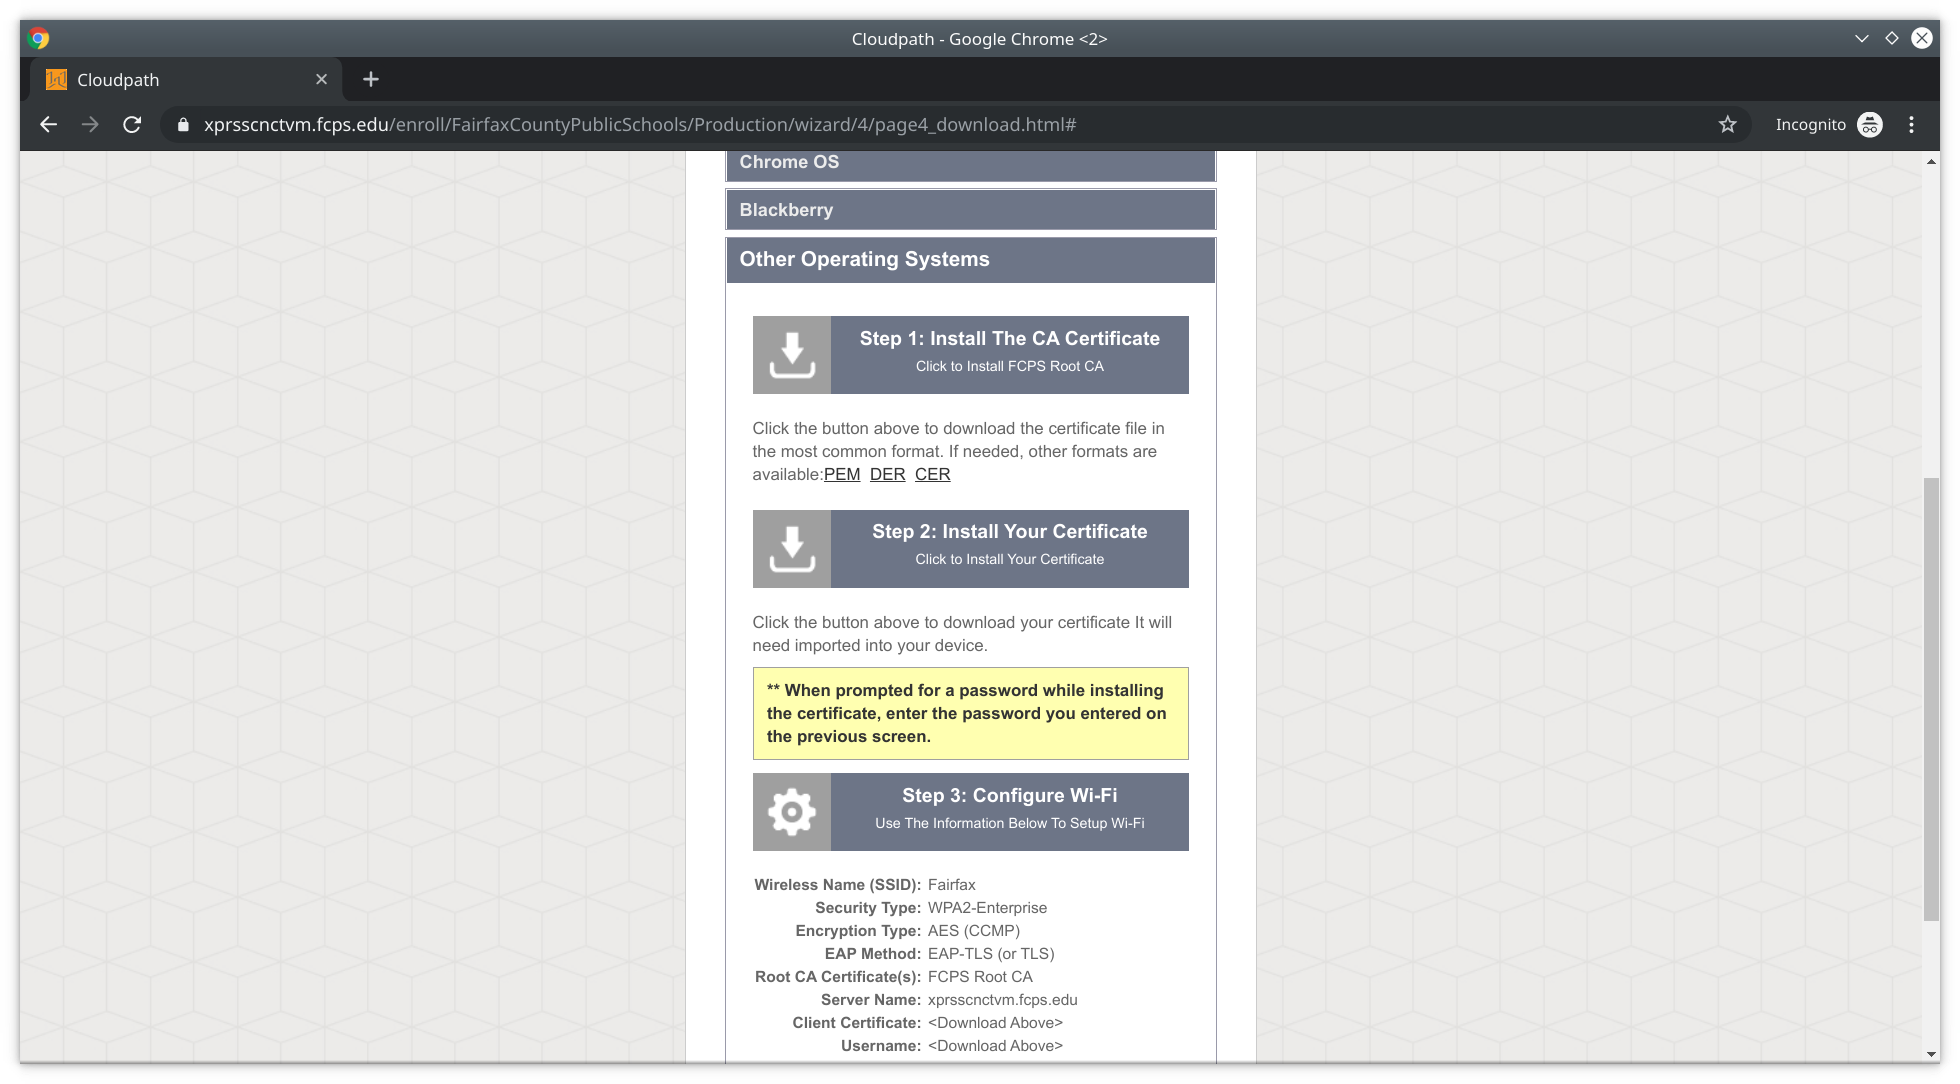 Cloudpath - Google Chrome <2>
Cloudpath
xprsscnctvm.fcps.edu/enroll/FairfaxCountyPublicSchools/Production/wizard/4/page4_download.html#
Incognito
Chrome OS
Blackberry
Other Operating Systems
Step 1: Install The CA Certificate
Click to Install FCPS Root CA
Click the button above to download the certificate file in
the most common format. If needed, other formats are
available:PEM DER CER
Step 2: Install Your Certificate
Click to Install Your Certificate
Click the button above to download your certificate It will
need imported into your device.
** When prompted for a password while installing
the certificate, enter the password you entered on
the previous screen.
Step 3: Configure Wi-Fi
Use The Information Below To Setup Wi-Fi
Wireless Name (SSID): Fairfax
Security Type: WPA2-Enterprise
Encryption Type: AES (CCMP)
EAP Method: EAP-TLS (or TLS)
Root CA Certificate(s): FCPS Root CA
Server Name: xprsscnctvm.fcps.edu
Client Certificate: <Download Above>
Username: <Download Above>